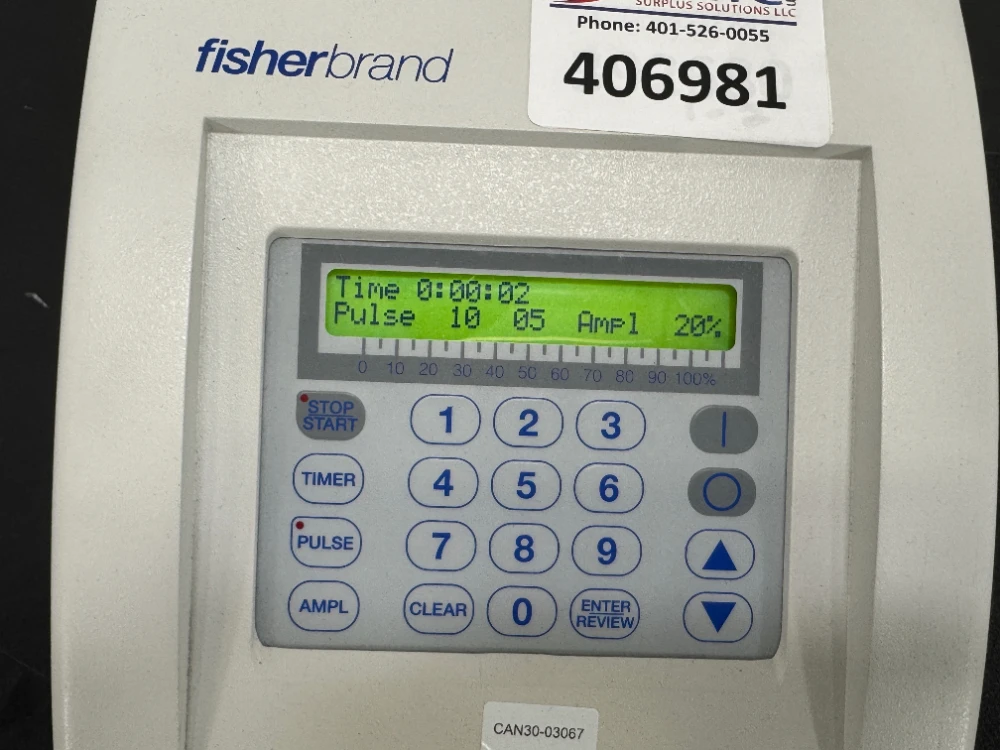 SURPLUS SOLUTIONS LLC
Phone: 401-526-0055
406981
fisherbrand
Time 0:00:02
Pulse 10 05 Ampl 20%
0 10 20 30 40 50 60 70 80 90 100%
STOP
START
1 2 3
|
TIMER
4 5 6
O
PULSE
7 8 9
▲
AMPL
CLEAR
0
ENTER
REVIEW
▼
CAN30-03067